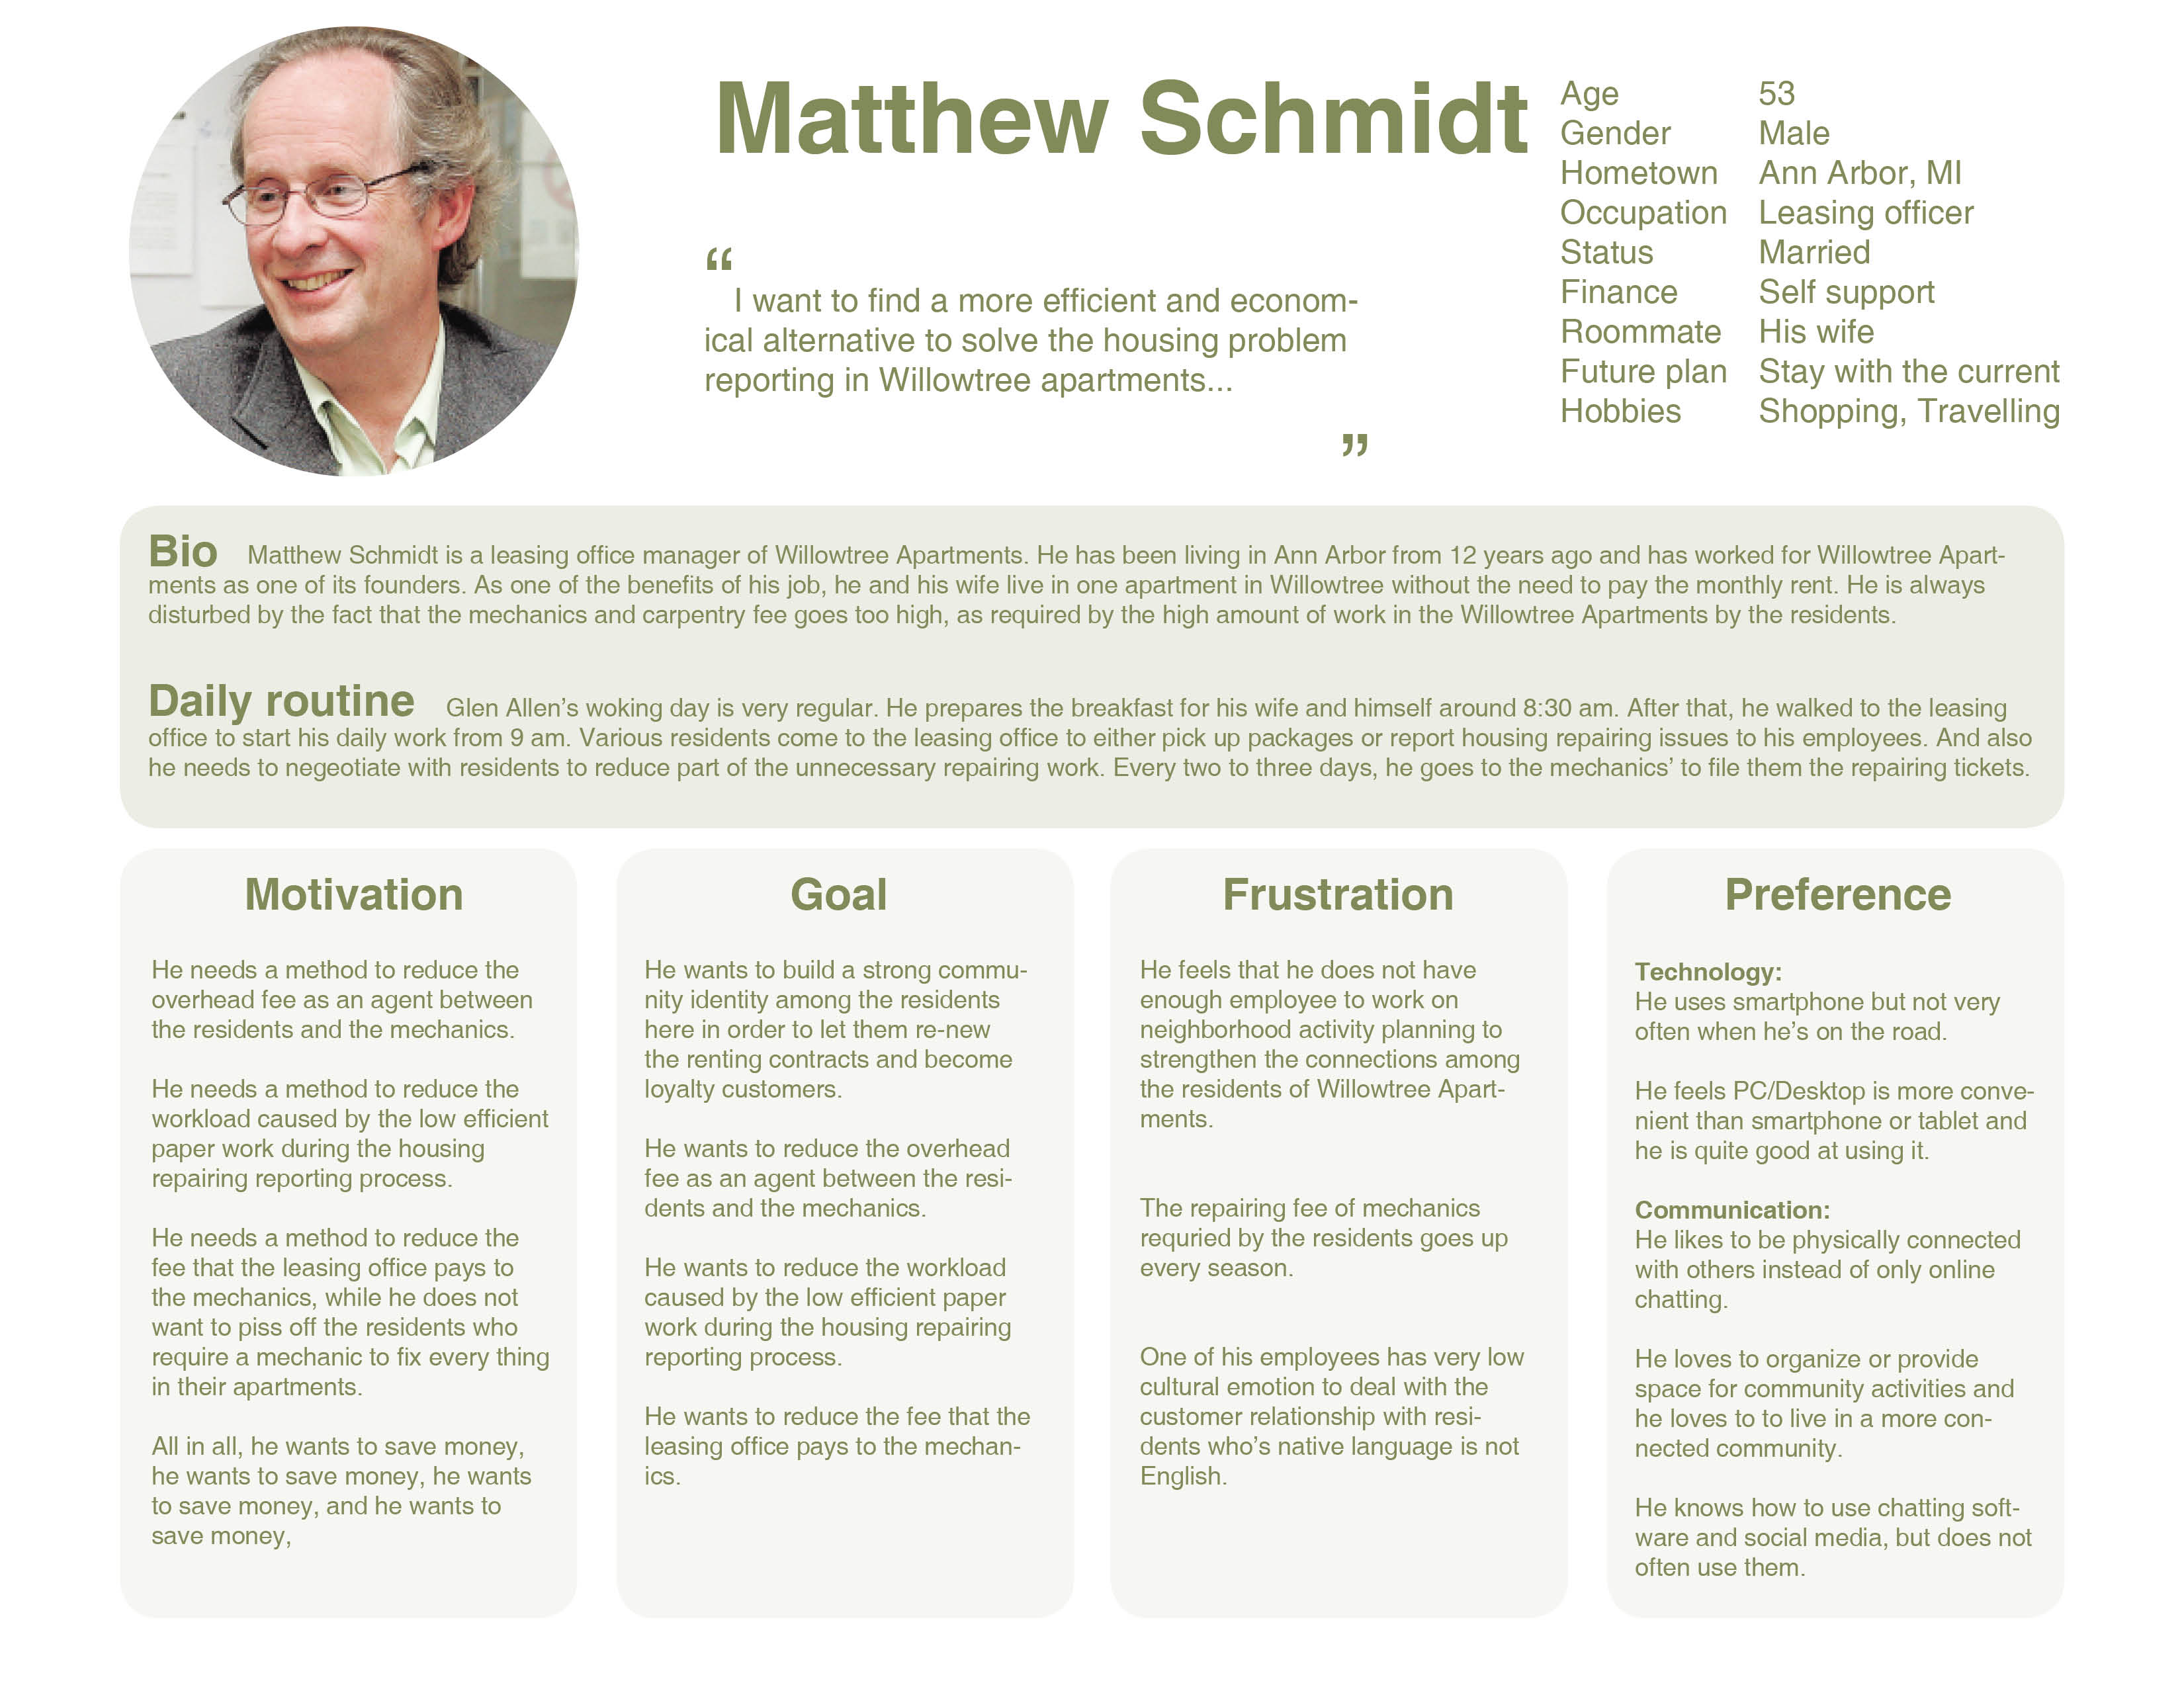 Matthew Schmidt
“
I want to find a more efficient and econom-
ical alternative to solve the housing problem
reporting in Willowtree apartments...
”
Age 53
Gender Male
Hometown Ann Arbor, MI
Occupation Leasing officer
Status Married
Finance Self support
Roommate His wife
Future plan Stay with the current
Hobbies Shopping, Travelling
Bio Matthew Schmidt is a leasing office manager of Willowtree Apartments. He has been living in Ann Arbor from 12 years ago and has worked for Willowtree Apart-
ments as one of its founders. As one of the benefits of his job, he and his wife live in one apartment in Willowtree without the need to pay the monthly rent. He is always
disturbed by the fact that the mechanics and carpentry fee goes too high, as required by the high amount of work in the Willowtree Apartments by the residents.
Daily routine Glen Allen’s woking day is very regular. He prepares the breakfast for his wife and himself around 8:30 am. After that, he walked to the leasing
office to start his daily work from 9 am. Various residents come to the leasing office to either pick up packages or report housing repairing issues to his employees. And also
he needs to negeotiate with residents to reduce part of the unnecessary repairing work. Every two to three days, he goes to the mechanics’ to file them the repairing tickets.
Motivation
He needs a method to reduce the
overhead fee as an agent between
the residents and the mechanics.
He needs a method to reduce the
workload caused by the low efficient
paper work during the housing
repairing reporting process.
He needs a method to reduce the
fee that the leasing office pays to
the mechanics, while he does not
want to piss off the residents who
require a mechanic to fix every thing
in their apartments.
All in all, he wants to save money,
he wants to save money, he wants
to save money, and he wants to
save money,
Goal
He wants to build a strong commu-
nity identity among the residents
here in order to let them re-new
the renting contracts and become
loyalty customers.
He wants to reduce the overhead
fee as an agent between the resi-
dents and the mechanics.
He wants to reduce the workload
caused by the low efficient paper
work during the housing repairing
reporting process.
He wants to reduce the fee that the
leasing office pays to the mechan-
ics.
Frustration
He feels that he does not have
enough employee to work on
neighborhood activity planning to
strengthen the connections among
the residents of Willowtree Apart-
ments.
The repairing fee of mechanics
requried by the residents goes up
every season.
One of his employees has very low
cultural emotion to deal with the
customer relationship with resi-
dents who’s native language is not
English.
Preference
Technology:
He uses smartphone but not very
often when he’s on the road.
He feels PC/Desktop is more conve-
nient than smartphone or tablet and
he is quite good at using it.
Communication:
He likes to be physically connected
with others instead of only online
chatting.
He loves to organize or provide
space for community activities and
he loves to to live in a more con-
nected community.
He knows how to use chatting soft-
ware and social media, but does not
often use them.